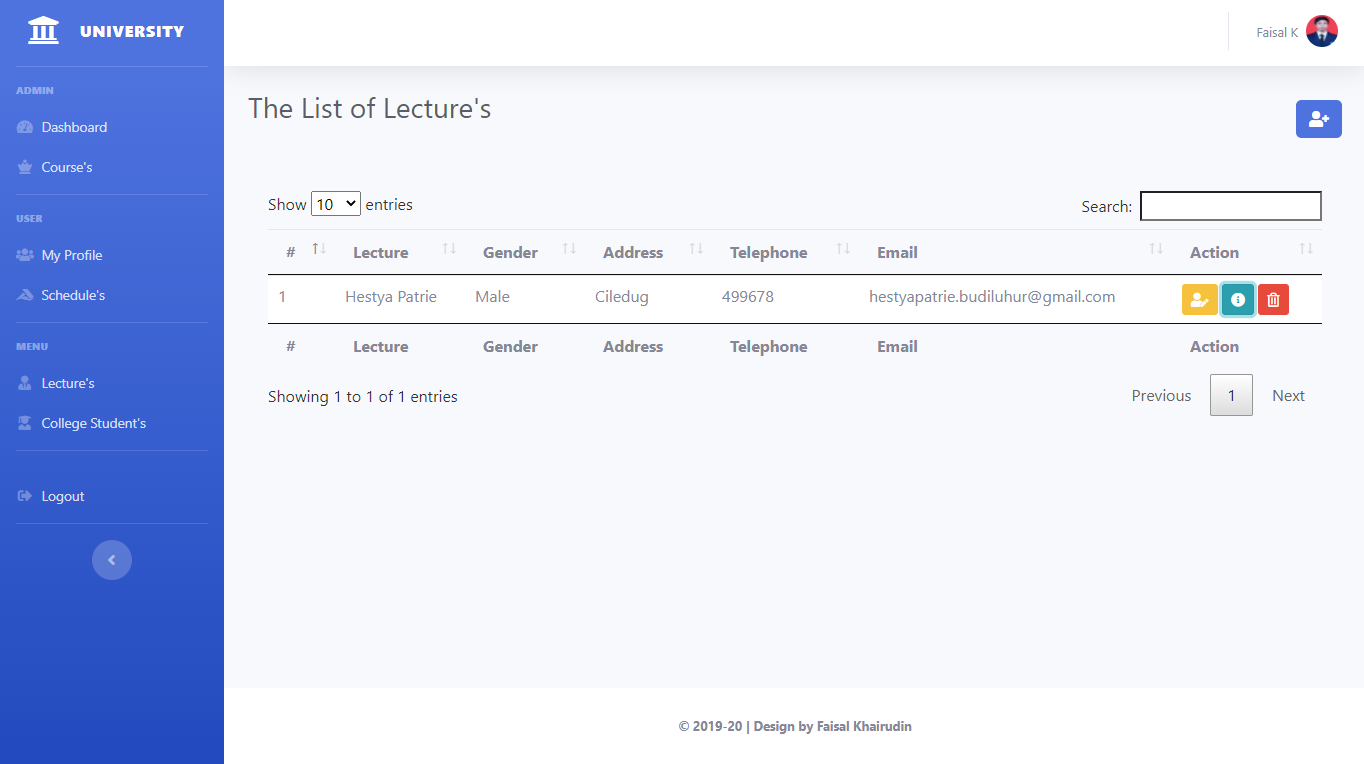 UNIVERSITY
Faisal K
ADMIN
Dashboard
Course's
USER
My Profile
Schedule's
MENU
Lecture's
College Student's
Logout
The List of Lecture's
Show 10 entries
Search:
# Lecture Gender Address Telephone Email Action
1 Hestya Patrie Male Ciledug 499678 hestyapatrie.budiluhur@gmail.com
# Lecture Gender Address Telephone Email Action
Showing 1 to 1 of 1 entries
Previous 1 Next
© 2019-20 | Design by Faisal Khairudin